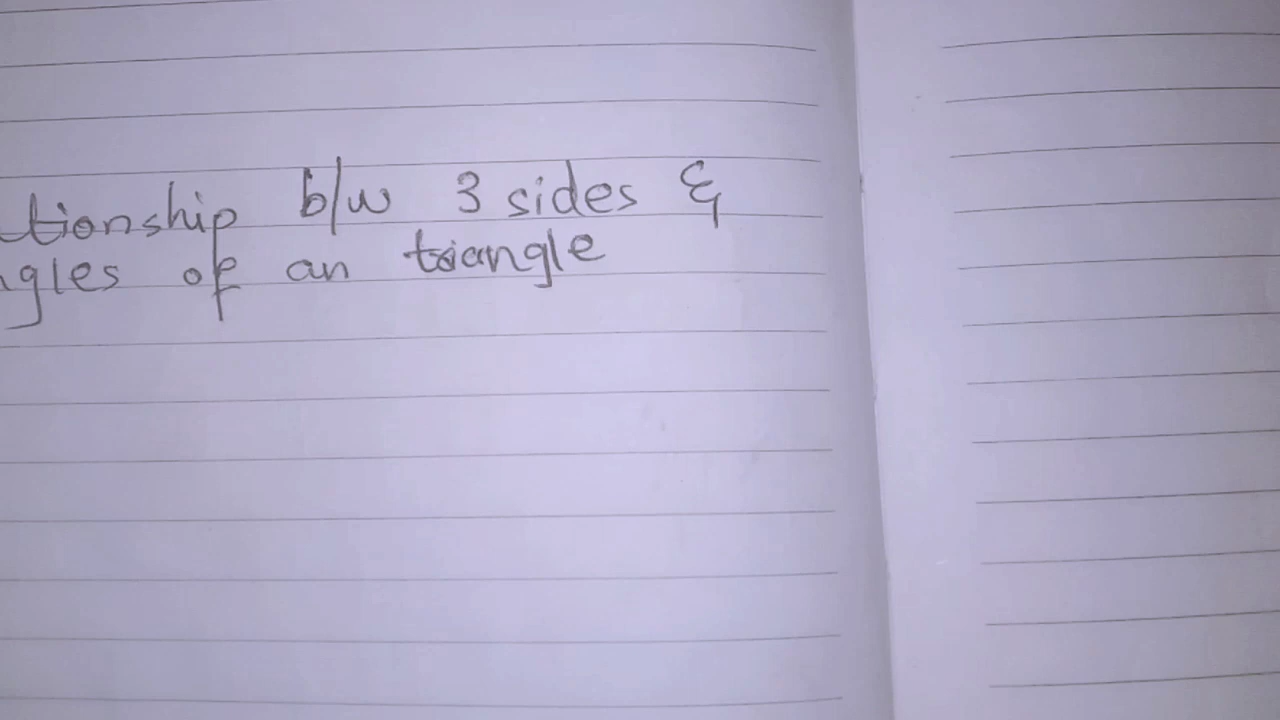 tionship b/w 3 sides &
gles of an triangle